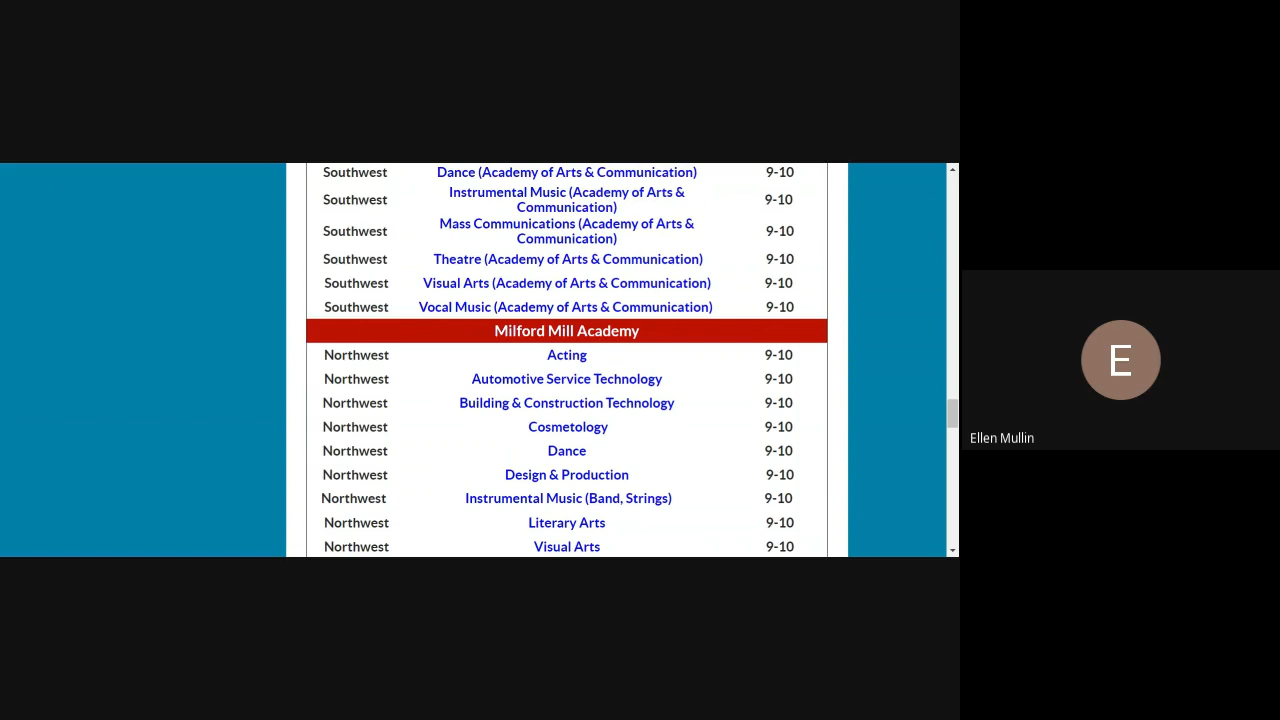 Southwest Dance (Academy of Arts & Communication) 9-10
Southwest Instrumental Music (Academy of Arts & Communication) 9-10
Southwest Mass Communications (Academy of Arts & Communication) 9-10
Southwest Theatre (Academy of Arts & Communication) 9-10
Southwest Visual Arts (Academy of Arts & Communication) 9-10
Southwest Vocal Music (Academy of Arts & Communication) 9-10
Milford Mill Academy
Northwest Acting 9-10
Northwest Automotive Service Technology 9-10
Northwest Building & Construction Technology 9-10
Northwest Cosmetology 9-10
Northwest Dance 9-10
Northwest Design & Production 9-10
Northwest Instrumental Music (Band, Strings) 9-10
Northwest Literary Arts 9-10
Northwest Visual Arts 9-10
E
Ellen Mullin